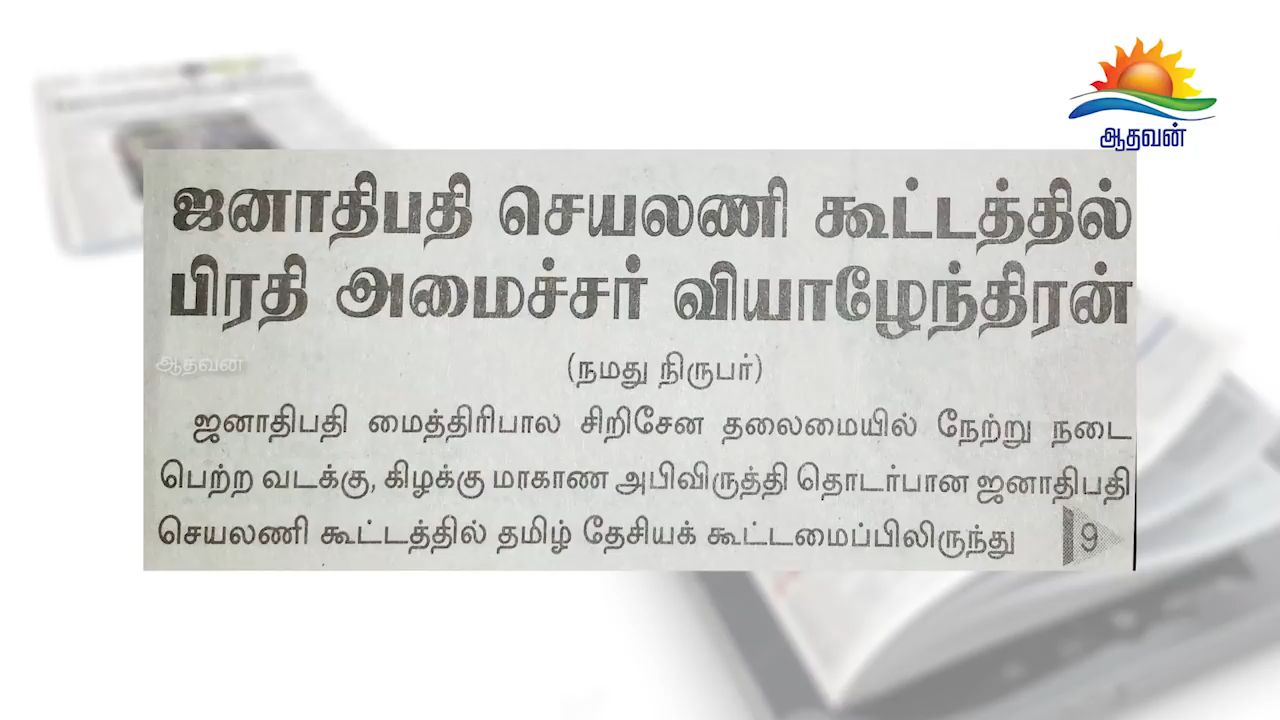 ஆதவன்
ஜனாதிபதி செயலணி கூட்டத்தில்
பிரதி அமைச்சர் வியாழேந்திரன்
ஆதவன்
(நமது நிருபர்)
ஜனாதிபதி மைத்திரிபால சிறிசேன தலைமையில் நேற்று நடை
பெற்ற வடக்கு, கிழக்கு மாகாண அபிவிருத்தி தொடர்பான ஜனாதிபதி
செயலணி கூட்டத்தில் தமிழ் தேசியக் கூட்டமைப்பிலிருந்து 9